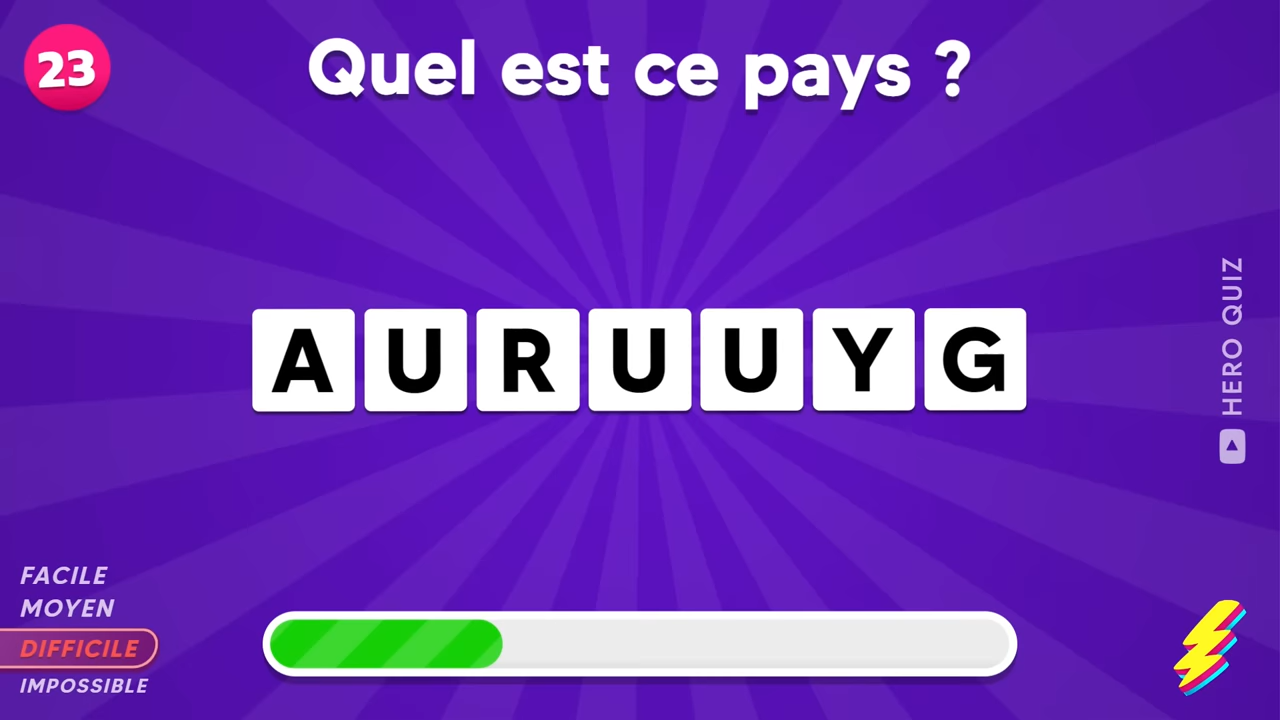 23
Quel est ce pays ?
A U R U U Y G
HERO QUIZ
FACILE
MOYEN
DIFFICILE
IMPOSSIBLE